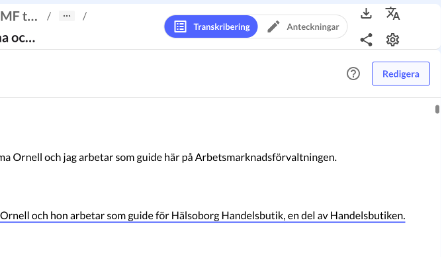 MF t... / ... /
na oc...
Transkribering
Anteckningar
Redigera
ma Ornell och jag arbetar som guide här på Arbetsmarknadsförvaltningen.
Ornell och hon arbetar som guide för Hälsoborg Handelsbutik, en del av Handelsbutiken.